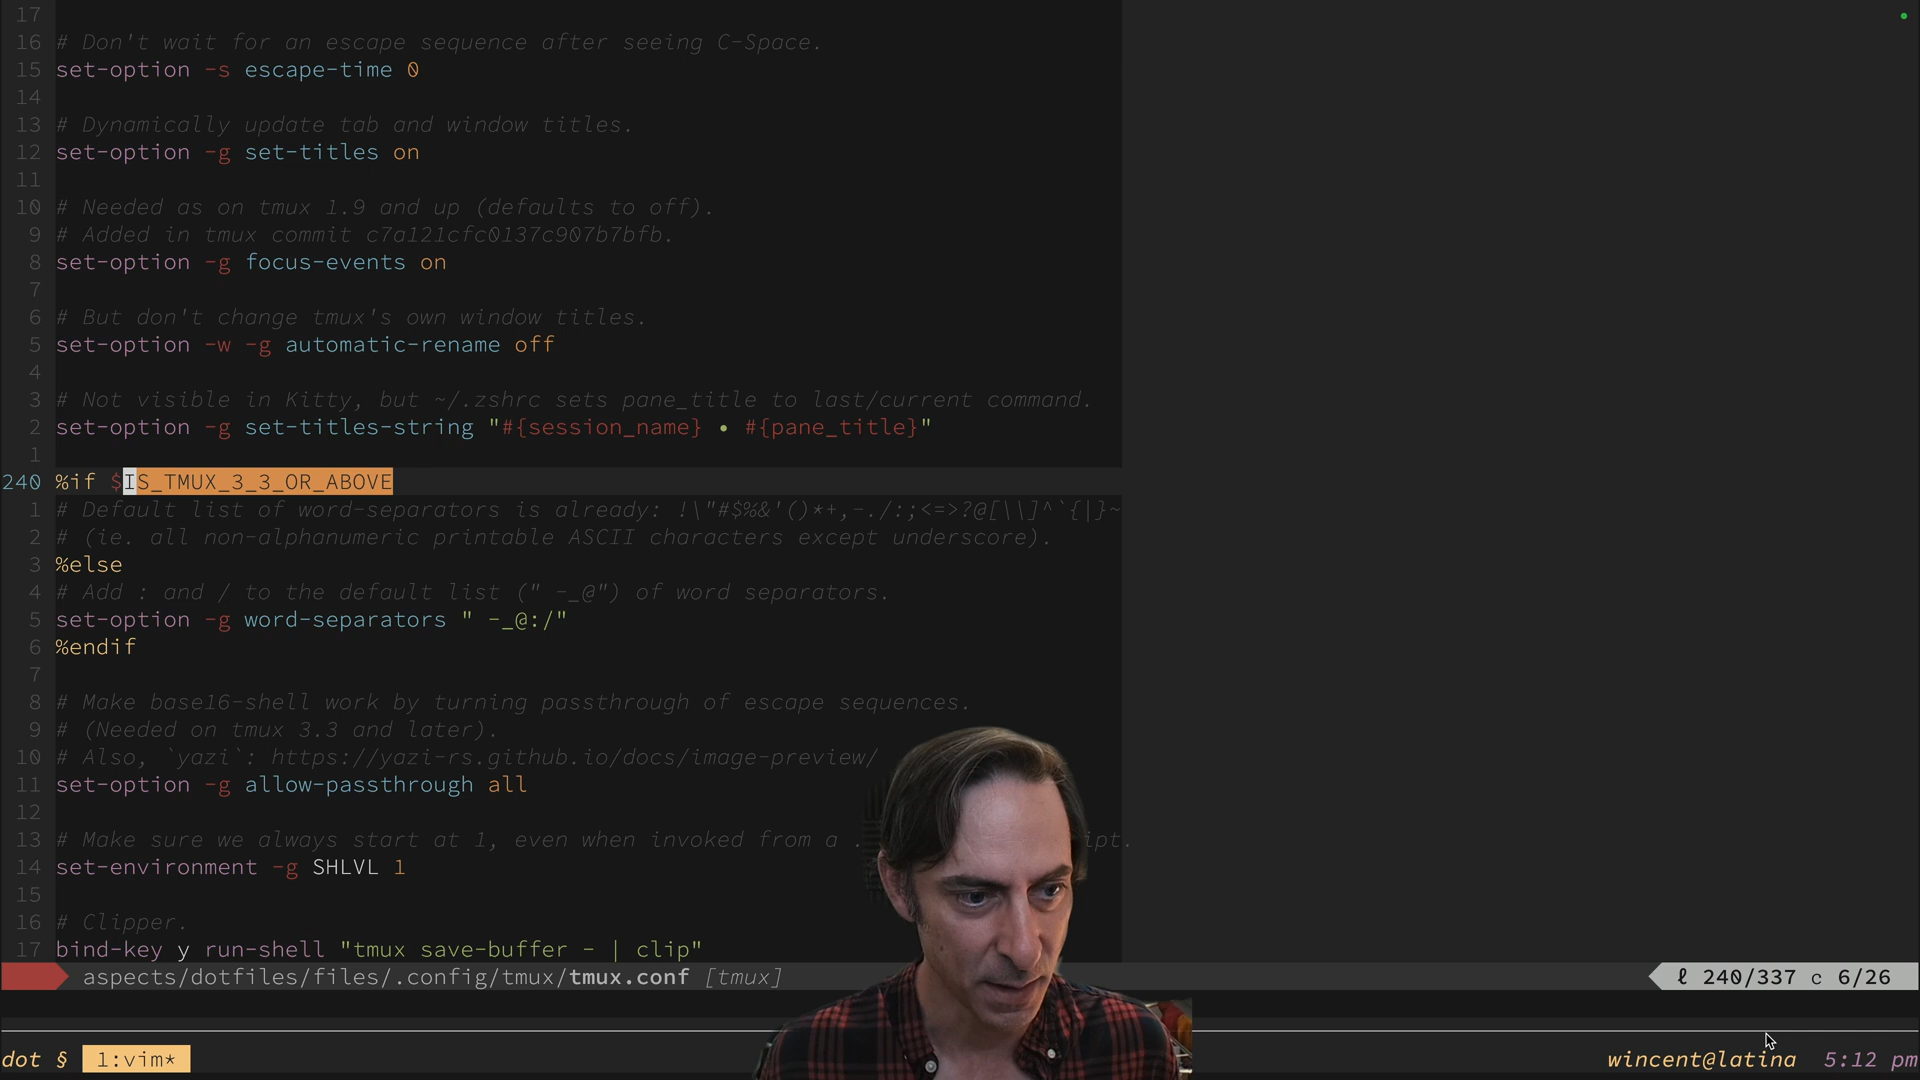 17
16 # Don't wait for an escape sequence after seeing C-Space.
15 set-option -s escape-time 0
14
13 # Dynamically update tab and window titles.
12 set-option -g set-titles on
11
10 # Needed as on tmux 1.9 and up (defaults to off).
9 # Added in tmux commit c7a121cfc0137c907b7bfb.
8 set-option -g focus-events on
7
6 # But don't change tmux's own window titles.
5 set-option -w -g automatic-rename off
4
3 # Not visible in Kitty, but ~/.zshrc sets pane_title to last/current command.
2 set-option -g set-titles-string "#{session_name} • #{pane_title}"
1
240 %if $IS_TMUX_3_3_OR_ABOVE
1 # Default list of word-separators is already: !\"#$%&'()*+,-./:;<=>?@[\\]^`{|}~
2 # (ie. all non-alphanumeric printable ASCII characters except underscore).
3 %else
4 # Add : and / to the default list (" -_@") of word separators.
5 set-option -g word-separators " -_@:/"
6 %endif
7
8 # Make base16-shell work by turning passthrough of escape sequences.
9 # (Needed on tmux 3.3 and later).
10 # Also, `yazi`: https://yazi-rs.github.io/docs/image-preview/
11 set-option -g allow-passthrough all
12
13 # Make sure we always start at 1, even when invoked from a . ipt.
14 set-environment -g SHLVL 1
15
16 # Clipper.
17 bind-key y run-shell "tmux save-buffer - | clip"
aspects/dotfiles/files/.config/tmux/tmux.conf [tmux] ℓ 240/337 c 6/26
dot § 1:vim* wincent@latina 5:12 pm